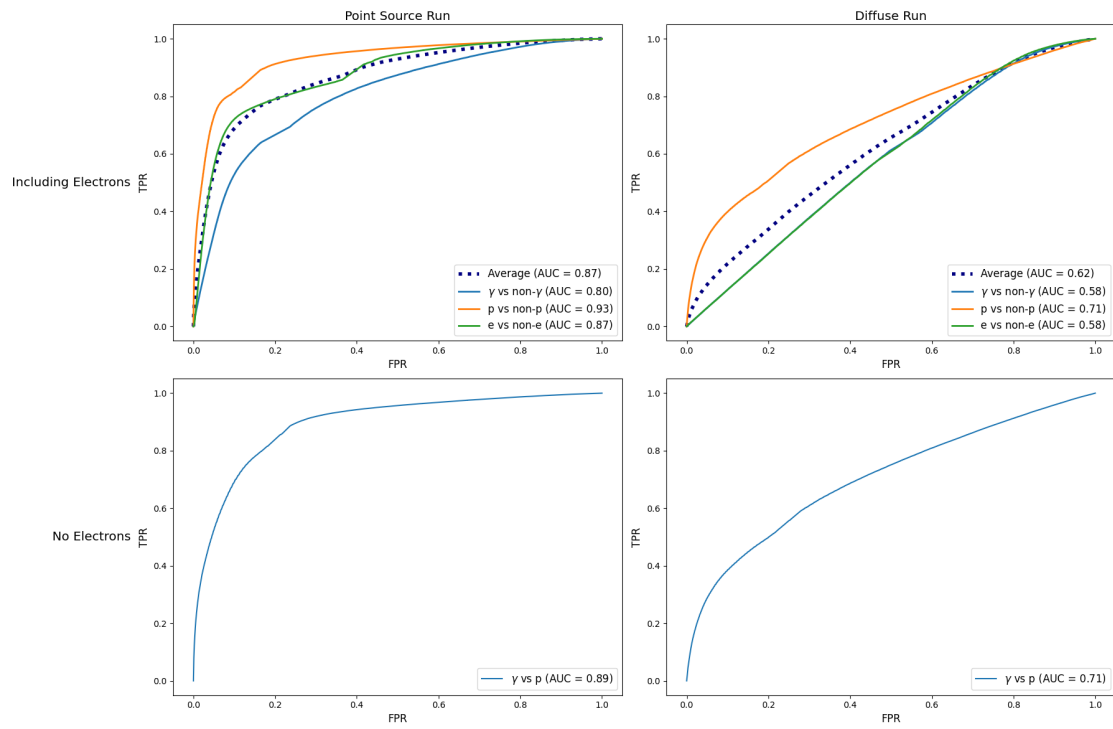 Point Source Run
Diffuse Run
Including Electrons
TPR
1.0
0.8
0.6
0.4
0.2
0.0
Average (AUC = 0.87)
γ vs non-γ (AUC = 0.80)
p vs non-p (AUC = 0.93)
e vs non-e (AUC = 0.87)
0.0 0.2 0.4 0.6 0.8 1.0
FPR
TPR
1.0
0.8
0.6
0.4
0.2
0.0
Average (AUC = 0.62)
γ vs non-γ (AUC = 0.58)
p vs non-p (AUC = 0.71)
e vs non-e (AUC = 0.58)
0.0 0.2 0.4 0.6 0.8 1.0
FPR
No Electrons
TPR
1.0
0.8
0.6
0.4
0.2
0.0
γ vs p (AUC = 0.89)
0.0 0.2 0.4 0.6 0.8 1.0
FPR
TPR
1.0
0.8
0.6
0.4
0.2
0.0
γ vs p (AUC = 0.71)
0.0 0.2 0.4 0.6 0.8 1.0
FPR